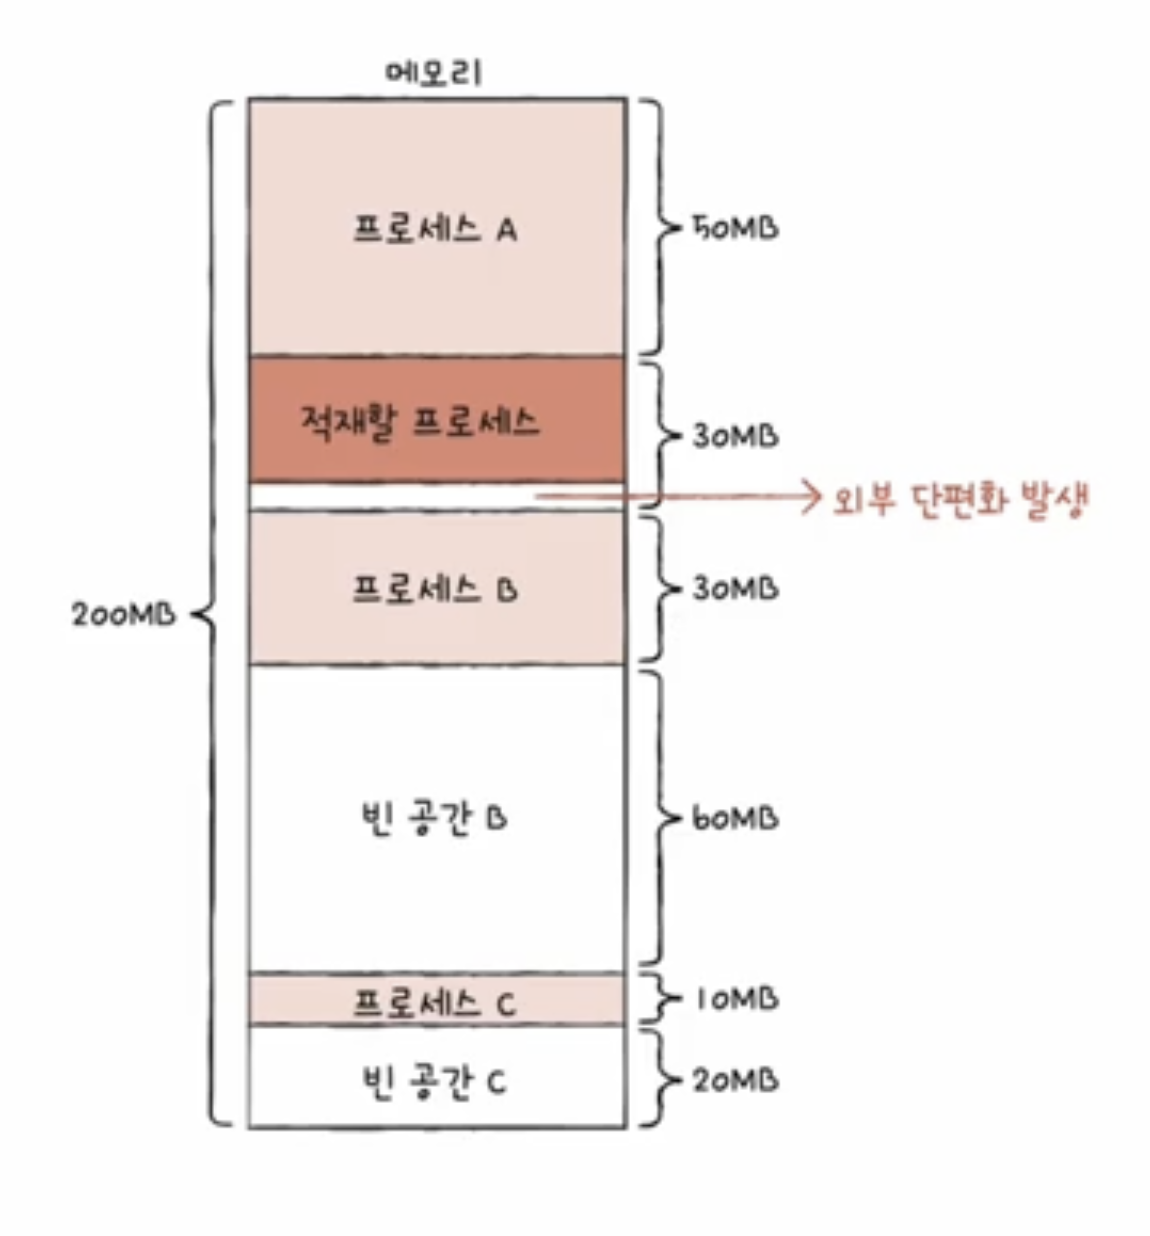 메모리
프로세스 A
50MB
적재할 프로세스
30MB
외부 단편화 발생
프로세스 B
30MB
200MB
빈 공간 B
60MB
프로세스 C
10MB
빈 공간 C
20MB